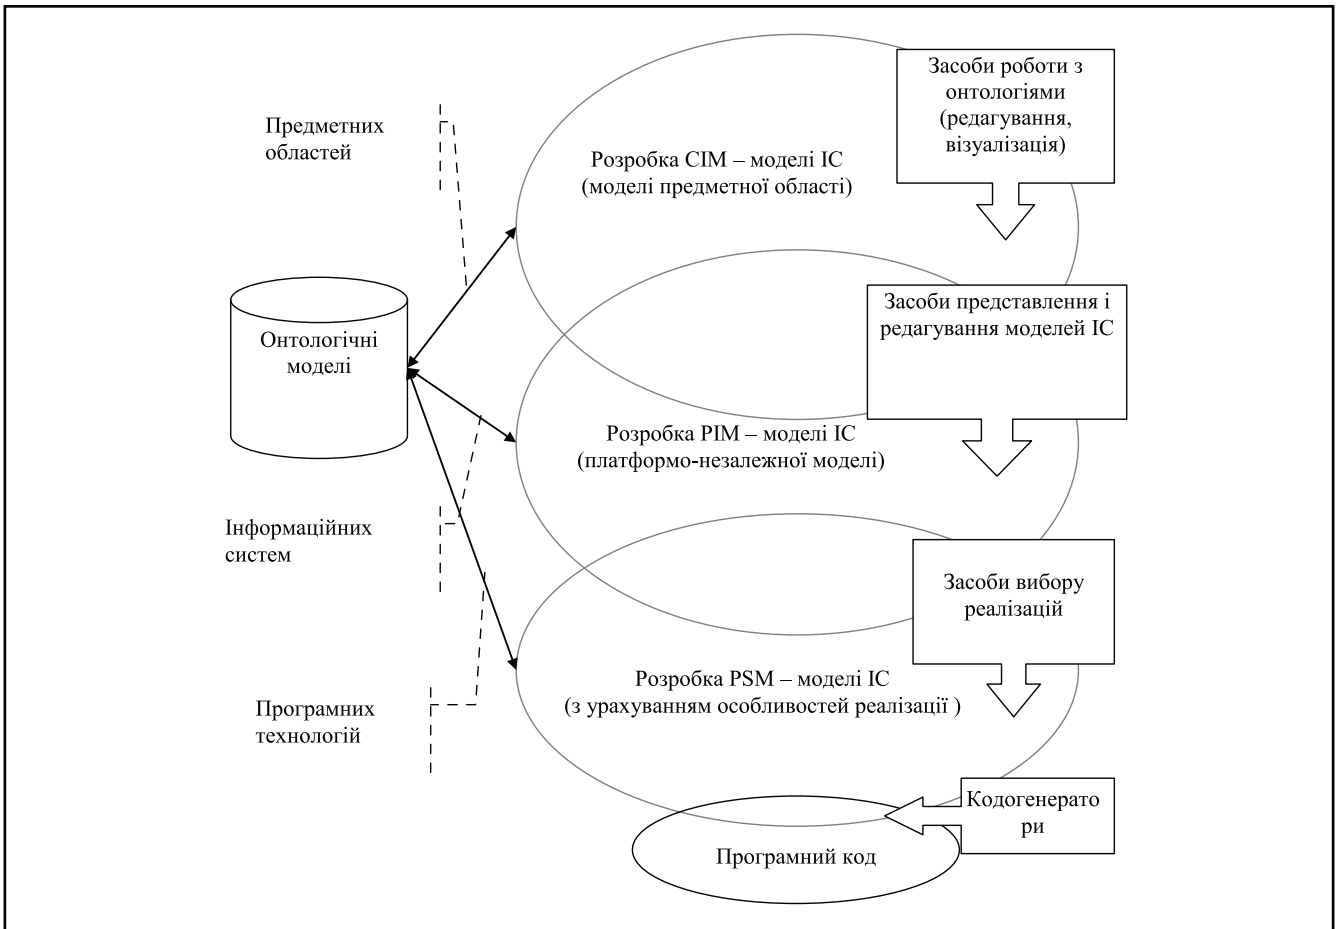 Засоби роботи з
онтологіями
(редагування,
візуалізація)
Предметних
областей
Розробка CIM – моделі ІС
(моделі предметної області)
Засоби представлення і
редагування моделей ІС
Онтологічні
моделі
Розробка PIM – моделі ІС
(платформо-незалежної моделі)
Інформаційних
систем
Засоби вибору
реалізацій
Розробка PSM – моделі ІС
(з урахуванням особливостей реалізації )
Програмних
технологій
Кодогенерато
ри
Програмний код